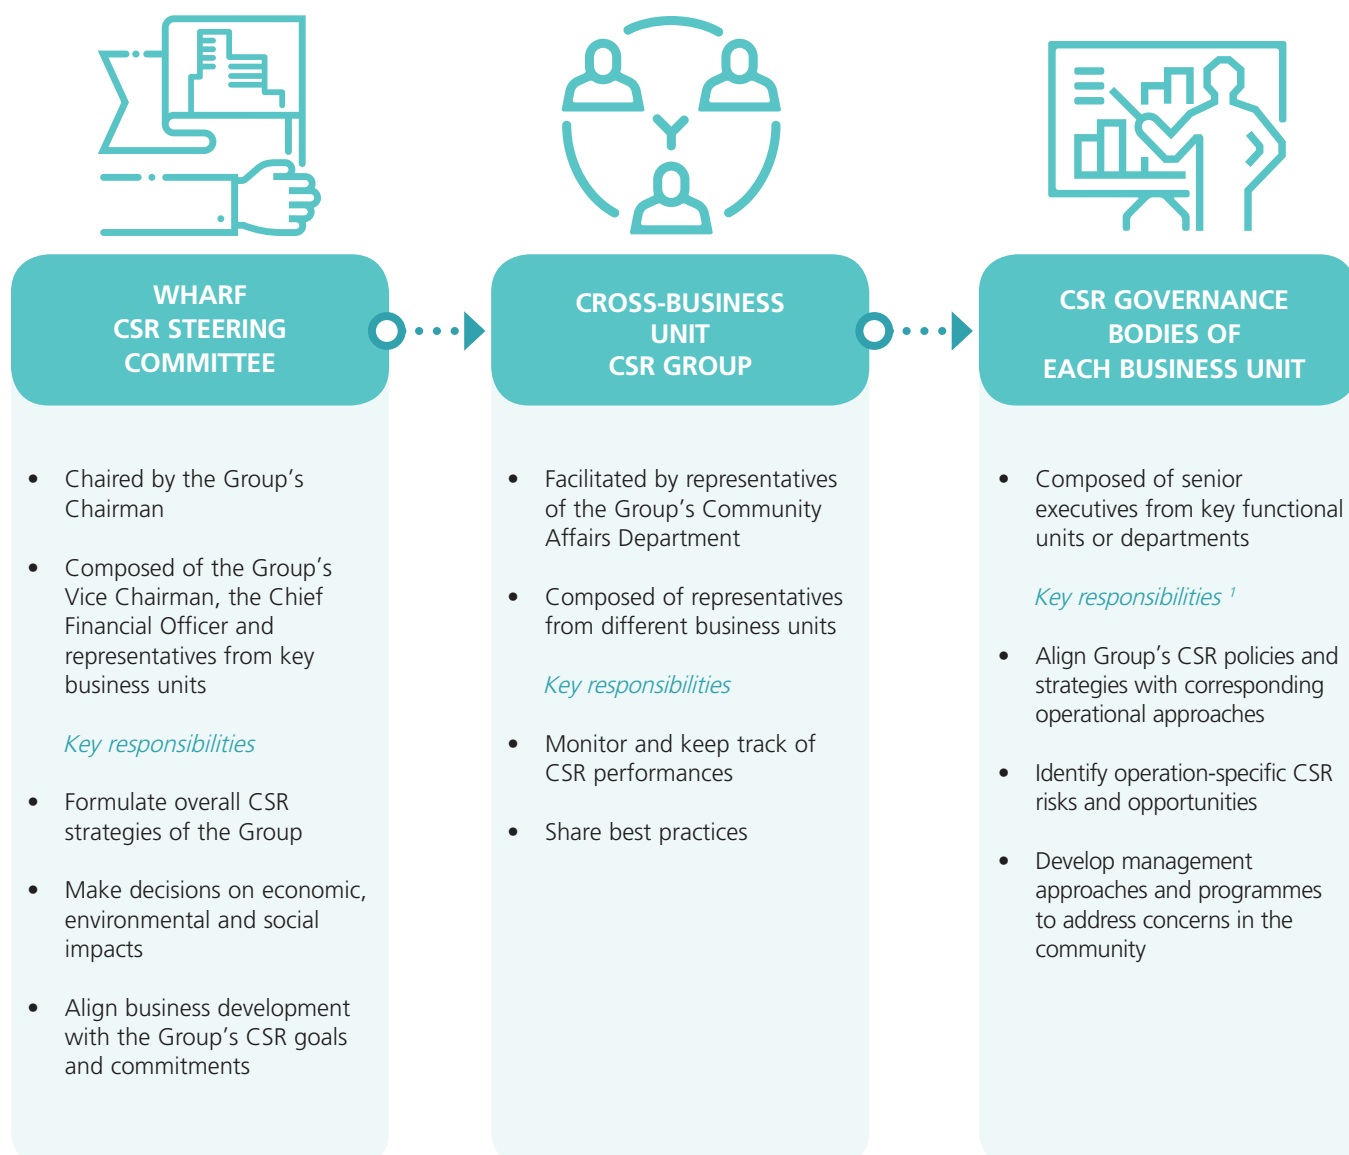 WHARF
CSR STEERING
COMMITTEE
• Chaired by the Group's
Chairman
• Composed of the Group's
Vice Chairman, the Chief
Financial Officer and
representatives from key
business units
Key responsibilities
• Formulate overall CSR
strategies of the Group
• Make decisions on economic,
environmental and social
impacts
• Align business development
with the Group's CSR goals
and commitments
CROSS-BUSINESS
UNIT
CSR GROUP
• Facilitated by representatives
of the Group's Community
Affairs Department
• Composed of representatives
from different business units
Key responsibilities
• Monitor and keep track of
CSR performances
• Share best practices
CSR GOVERNANCE
BODIES OF
EACH BUSINESS UNIT
• Composed of senior
executives from key functional
units or departments
Key responsibilities ¹
• Align Group's CSR policies and
strategies with corresponding
operational approaches
• Identify operation-specific CSR
risks and opportunities
• Develop management
approaches and programmes
to address concerns in the
community